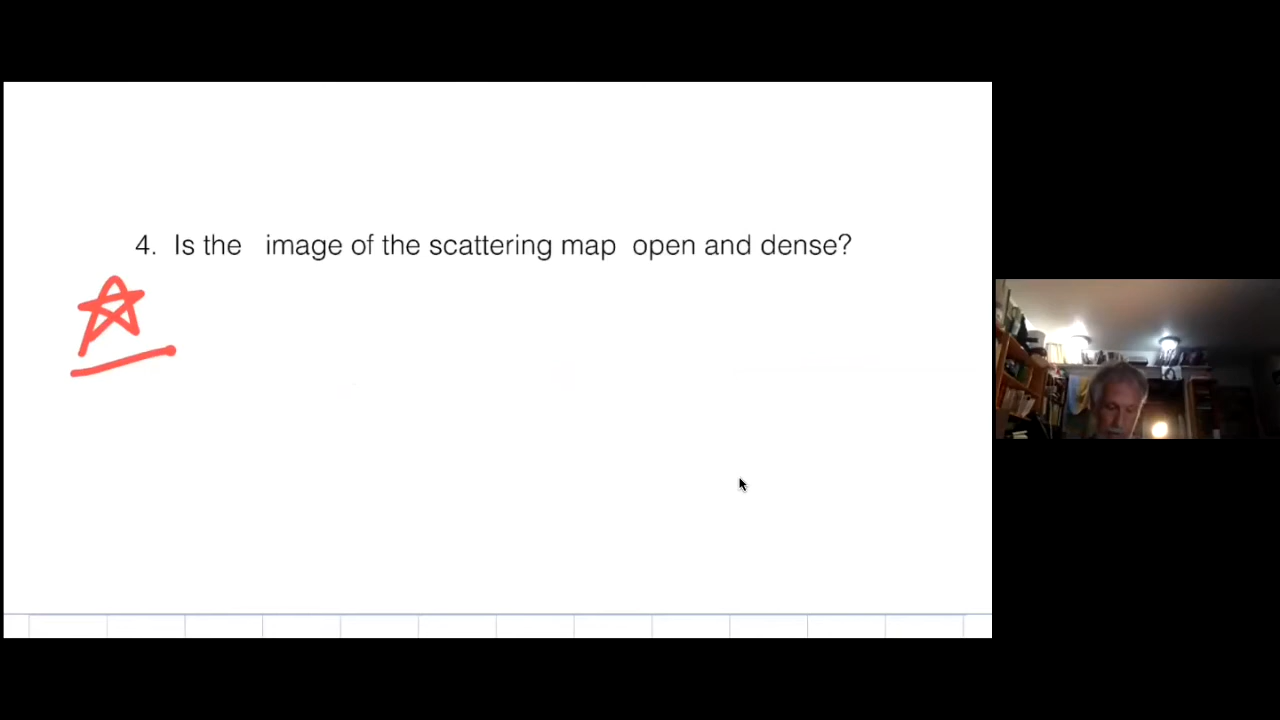 4. Is the image of the scattering map open and dense?